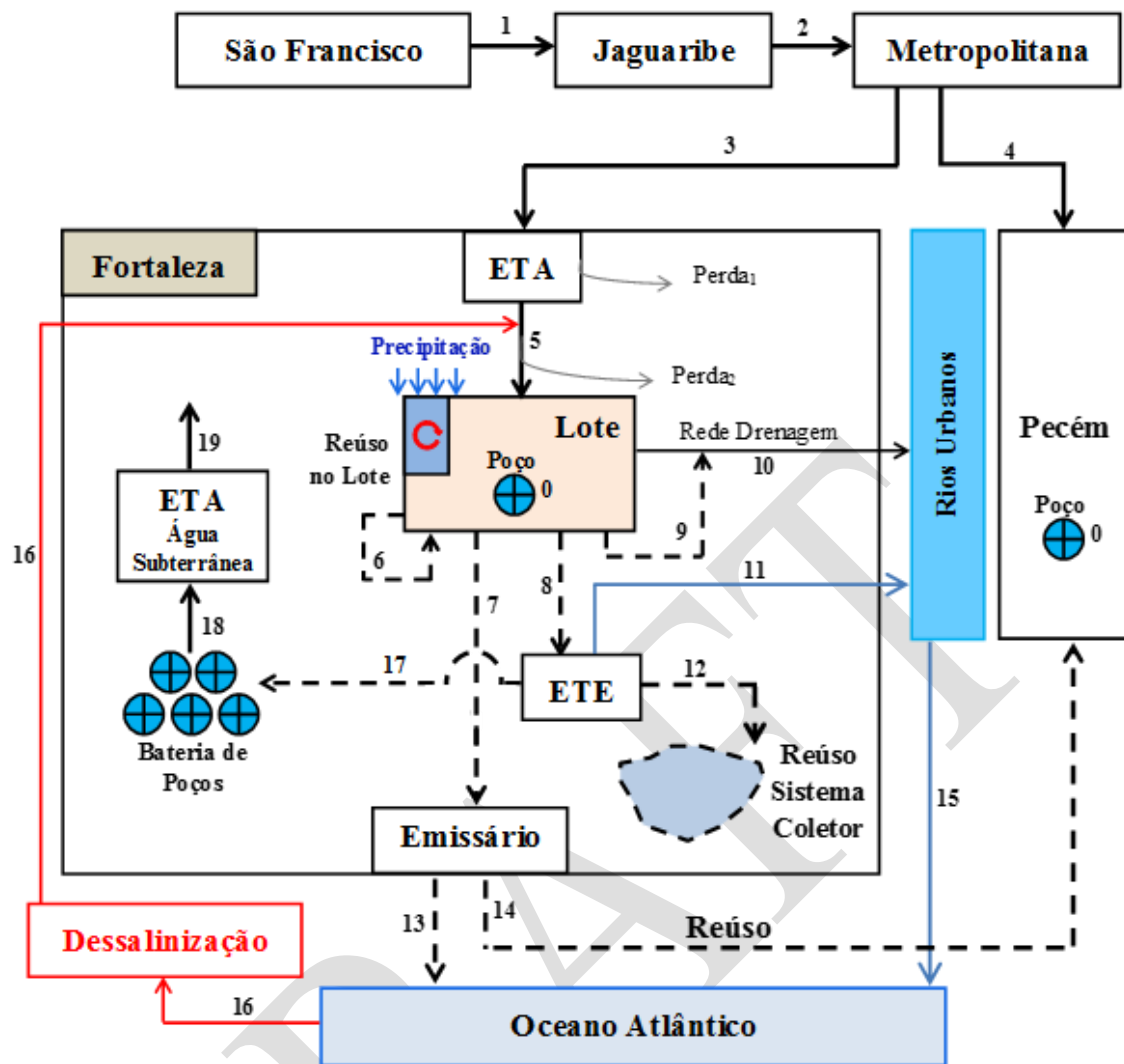 1
2
São Francisco
Jaguaribe
Metropolitana
3
4
Fortaleza
ETA
Perda₁
Precipitação
5
Perda₂
Lote
Rede Drenagem
10
Rios Urbanos
Pecém
19
Reúso
no Lote
Poço
0
Poço
0
ETA
Água
Subterrânea
16
6
7
8
9
11
18
17
12
ETE
Bateria de
Poços
Reúso
Sistema
Coletor
15
Emissário
13
14
Reúso
Dessalinização
16
Oceano Atlântico
DRAFT